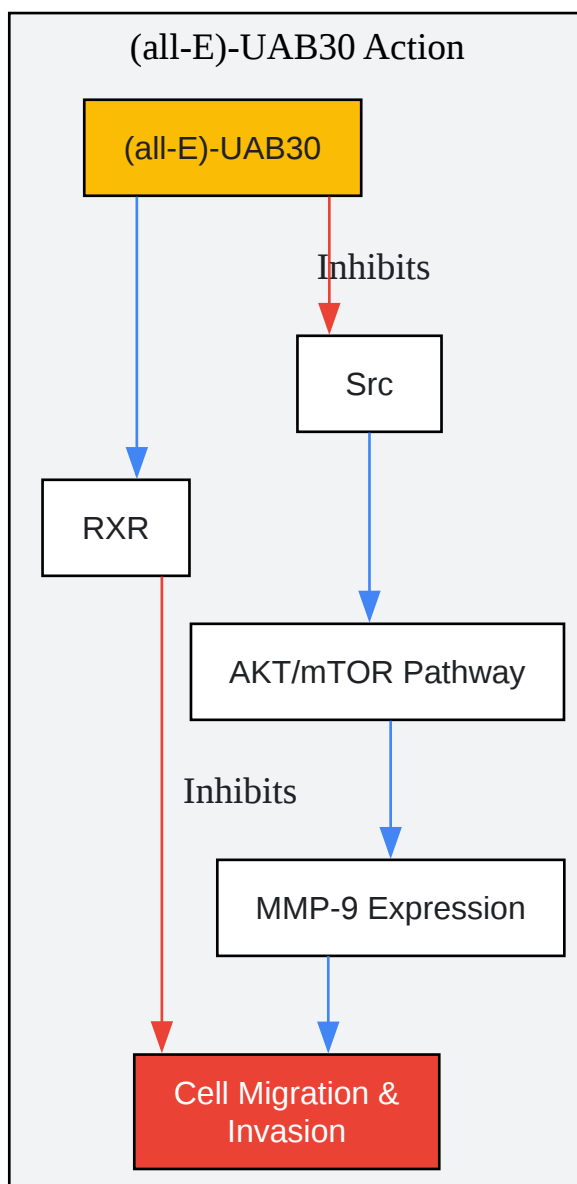 (all-E)-UAB30 Action
(all-E)-UAB30
Inhibits
Src
RXR
AKT/mTOR Pathway
Inhibits
MMP-9 Expression
Cell Migration &
Invasion